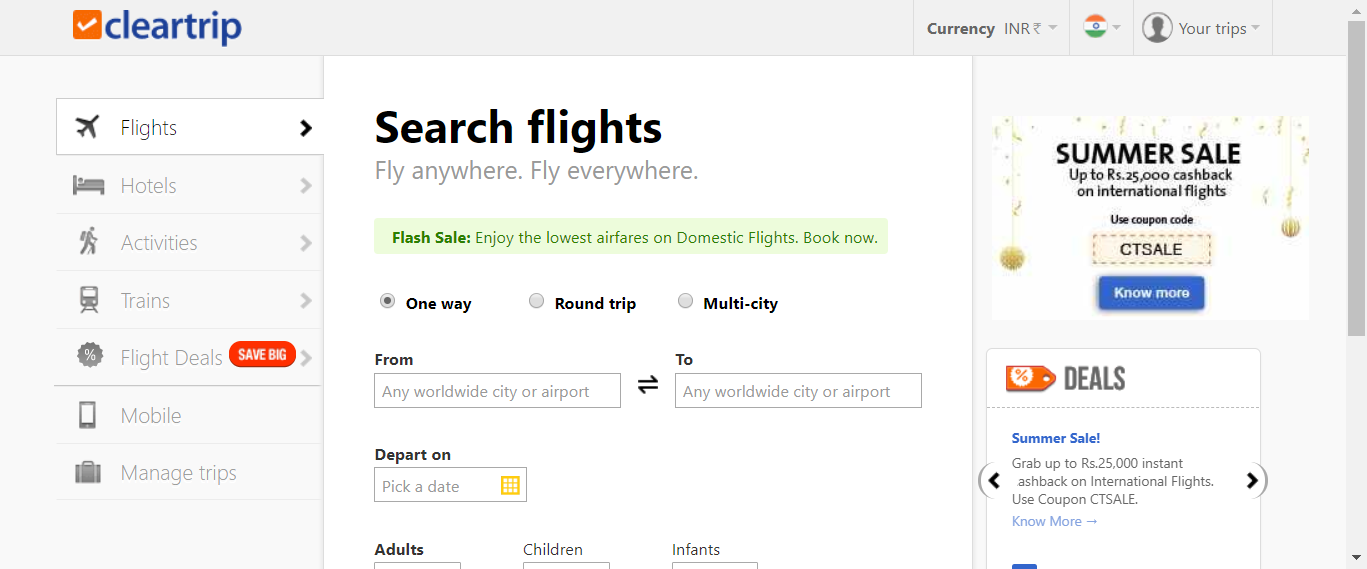 cleartrip
Currency INR₹
Your trips
Flights
Hotels
Activities
Trains
Flight Deals SAVE BIG
Mobile
Manage trips
Search flights
Fly anywhere. Fly everywhere.
Flash Sale: Enjoy the lowest airfares on Domestic Flights. Book now.
One way Round trip Multi-city
From To
Any worldwide city or airport Any worldwide city or airport
Depart on
Pick a date
Adults Children Infants
SUMMER SALE
Up to Rs.25,000 cashback
on international flights
Use coupon code
CTSALE
Know more
% DEALS
Summer Sale!
Grab up to Rs.25,000 instant
ashback on International Flights.
Use Coupon CTSALE.
Know More →